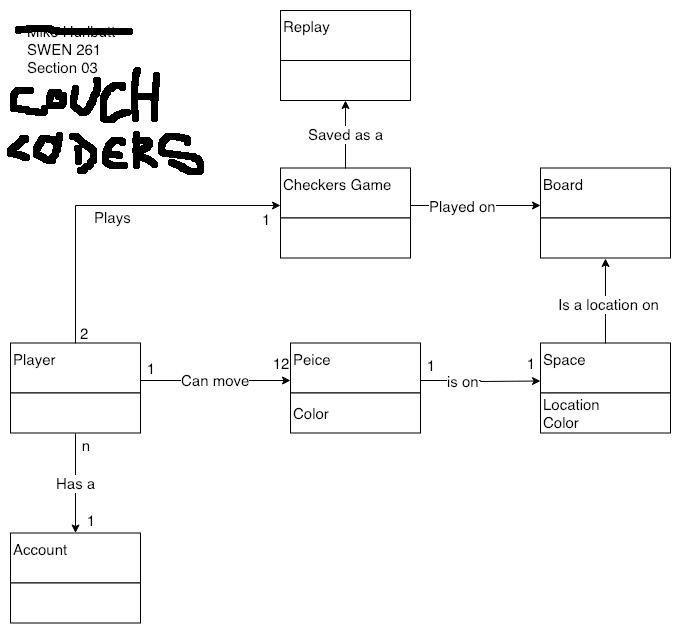 SWEN 261
Section 03
COUCH
CODERS
Replay
Saved as a
Checkers Game
Played on
Board
Plays
1
Is a location on
2
Player
1
Can move
12
Peice
Color
1
is on
1
Space
Location
Color
n
Has a
1
Account